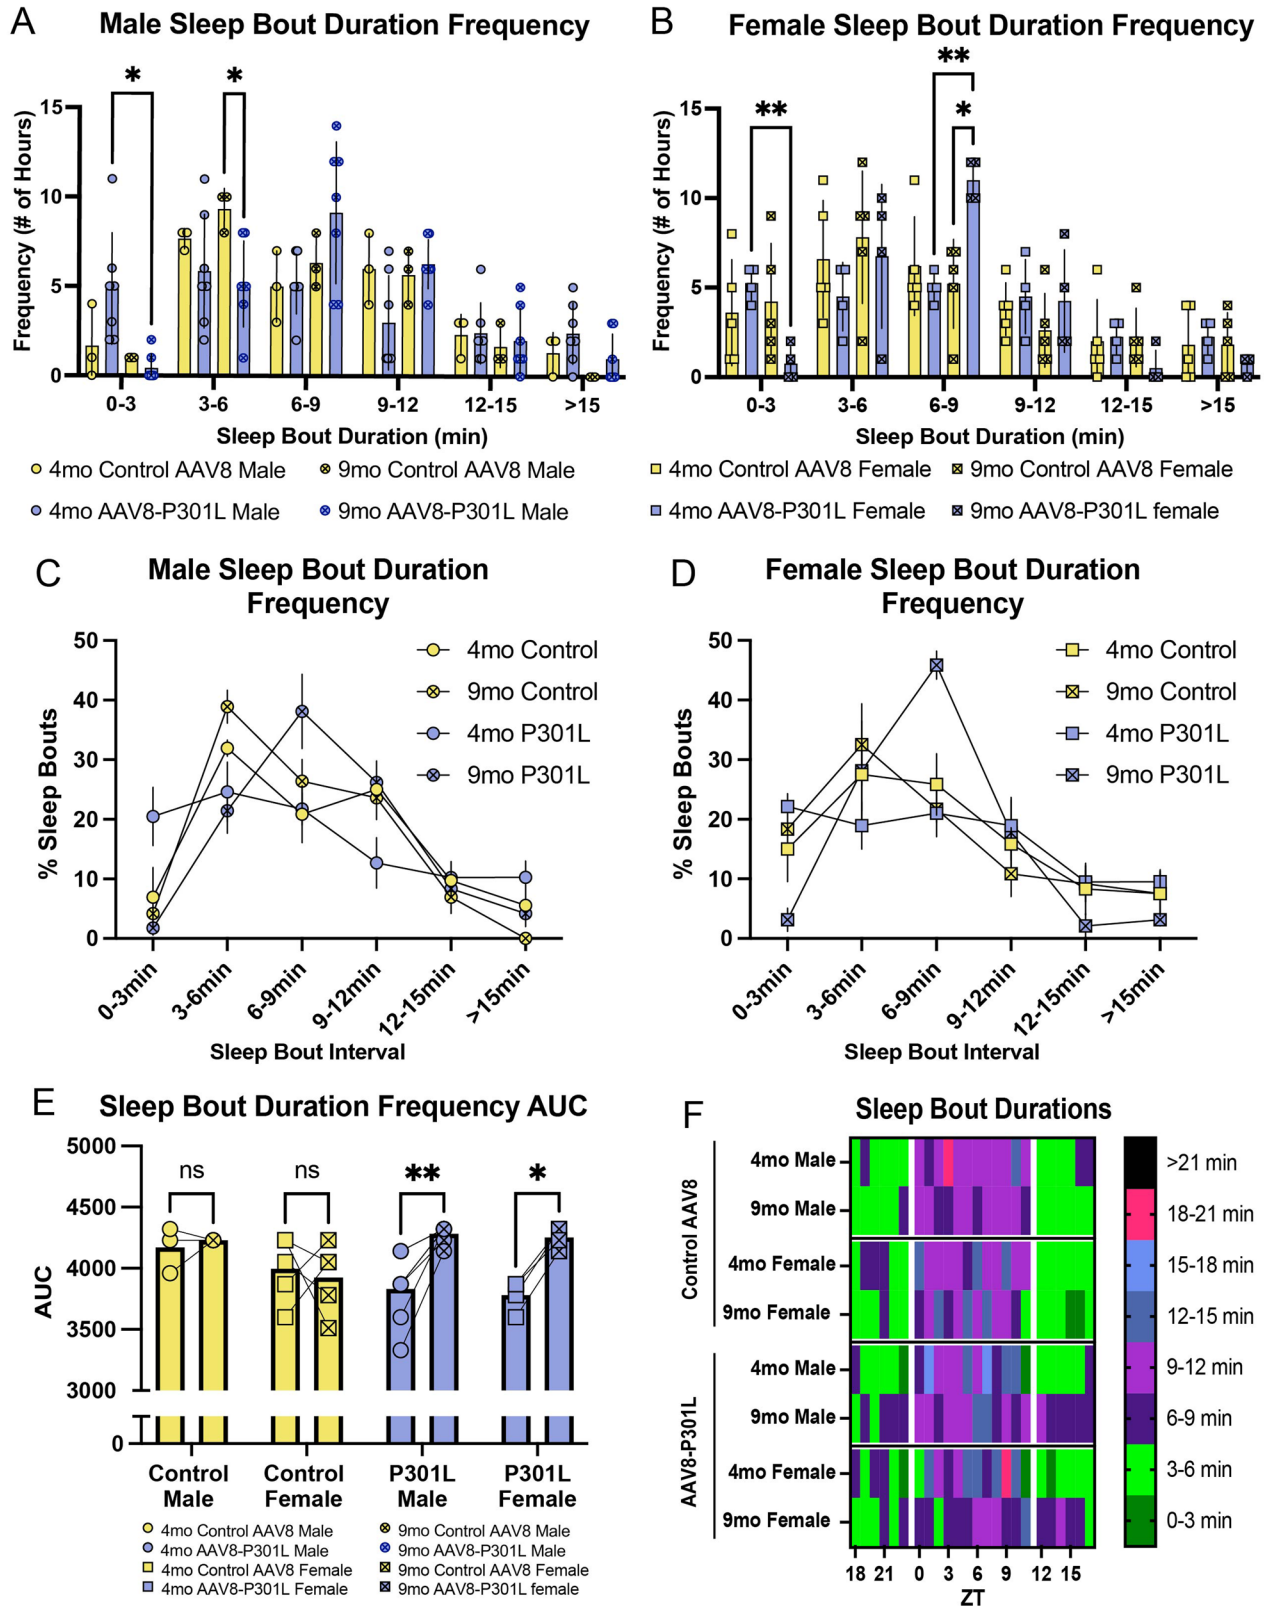 A
Male Sleep Bout Duration Frequency
Frequency (# of Hours)
15
10
5
0
*
*
0-3
3-6
6-9
9-12
12-15
>15
Sleep Bout Duration (min)
4mo Control AAV8 Male
9mo Control AAV8 Male
4mo AAV8-P301L Male
9mo AAV8-P301L Male
B
Female Sleep Bout Duration Frequency
Frequency (# of Hours)
15
10
5
0
**
**
*
0-3
3-6
6-9
9-12
12-15
>15
Sleep Bout Duration (min)
4mo Control AAV8 Female
9mo Control AAV8 Female
4mo AAV8-P301L Female
9mo AAV8-P301L female
C
Male Sleep Bout Duration
Frequency
% Sleep Bouts
50
40
30
20
10
0
4mo Control
9mo Control
4mo P301L
9mo P301L
0-3min
3-6min
6-9min
9-12min
12-15min
>15min
Sleep Bout Interval
D
Female Sleep Bout Duration
Frequency
% Sleep Bouts
50
40
30
20
10
0
4mo Control
9mo Control
4mo P301L
9mo P301L
0-3min
3-6min
6-9min
9-12min
12-15min
>15min
Sleep Bout Interval
E
Sleep Bout Duration Frequency AUC
AUC
5000
4500
4000
3500
3000
0
ns
ns
**
*
Control
Male
Control
Female
P301L
Male
P301L
Female
4mo Control AAV8 Male
9mo Control AAV8 Male
4mo AAV8-P301L Male
9mo AAV8-P301L Male
4mo Control AAV8 Female
9mo Control AAV8 Female
4mo AAV8-P301L Female
9mo AAV8-P301L female
F
Sleep Bout Durations
Control AAV8
4mo Male
9mo Male
4mo Female
9mo Female
AAV8-P301L
4mo Male
9mo Male
4mo Female
9mo Female
18
21
0
3
6
9
12
15
ZT
>21 min
18-21 min
15-18 min
12-15 min
9-12 min
6-9 min
3-6 min
0-3 min